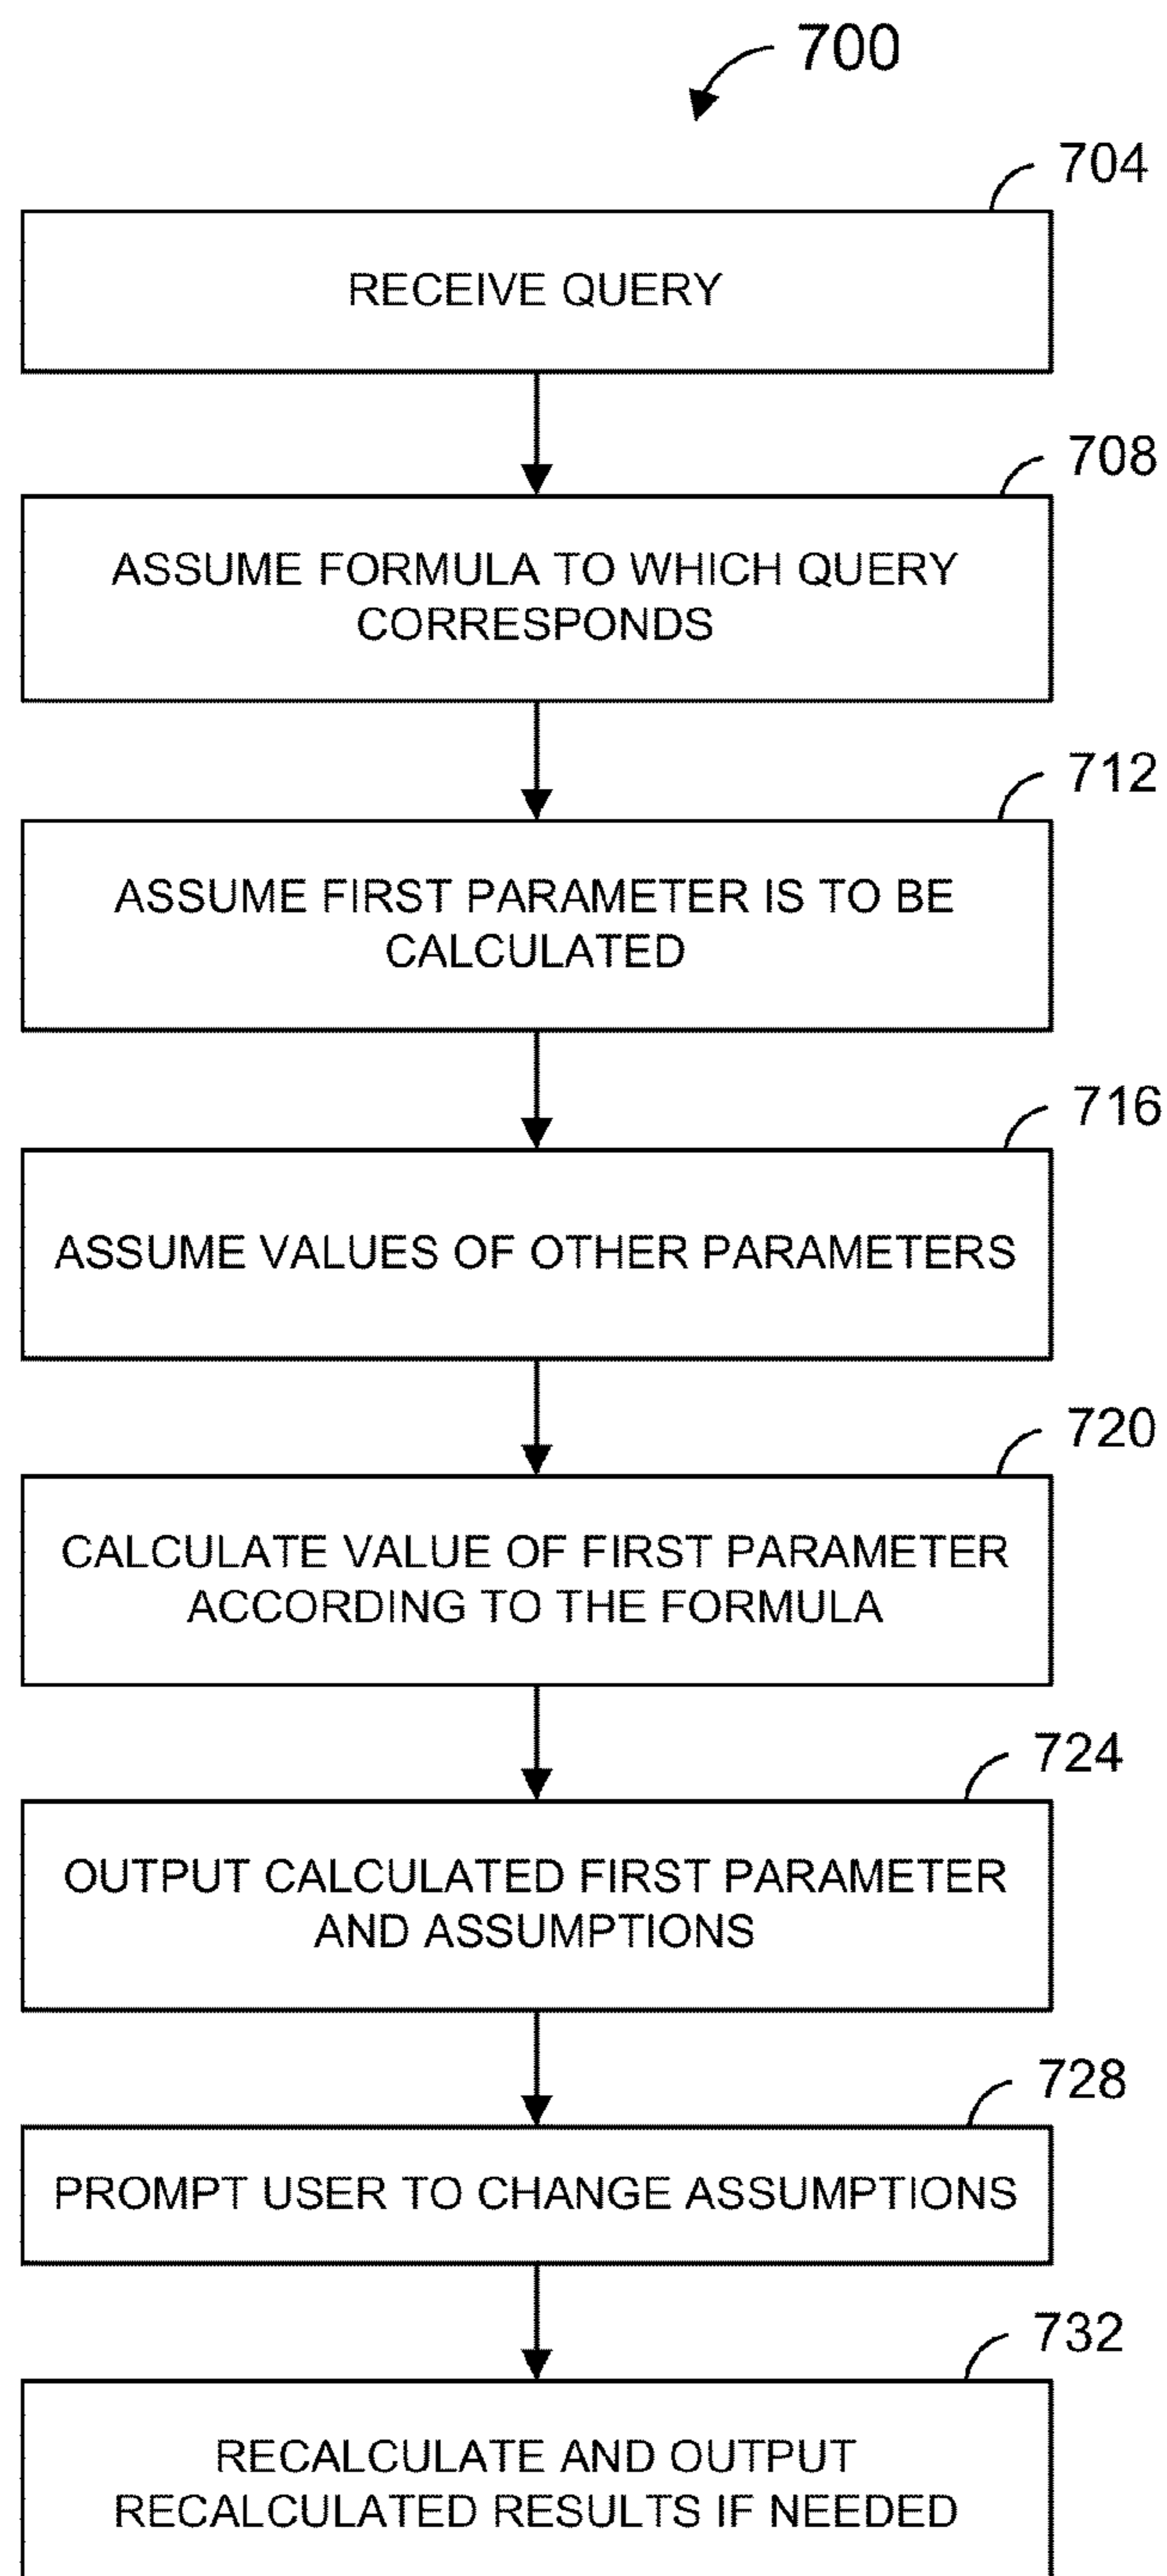 700
704
RECEIVE QUERY
708
ASSUME FORMULA TO WHICH QUERY
CORRESPONDS
712
ASSUME FIRST PARAMETER IS TO BE
CALCULATED
716
ASSUME VALUES OF OTHER PARAMETERS
720
CALCULATE VALUE OF FIRST PARAMETER
ACCORDING TO THE FORMULA
724
OUTPUT CALCULATED FIRST PARAMETER
AND ASSUMPTIONS
728
PROMPT USER TO CHANGE ASSUMPTIONS
732
RECALCULATE AND OUTPUT
RECALCULATED RESULTS IF NEEDED